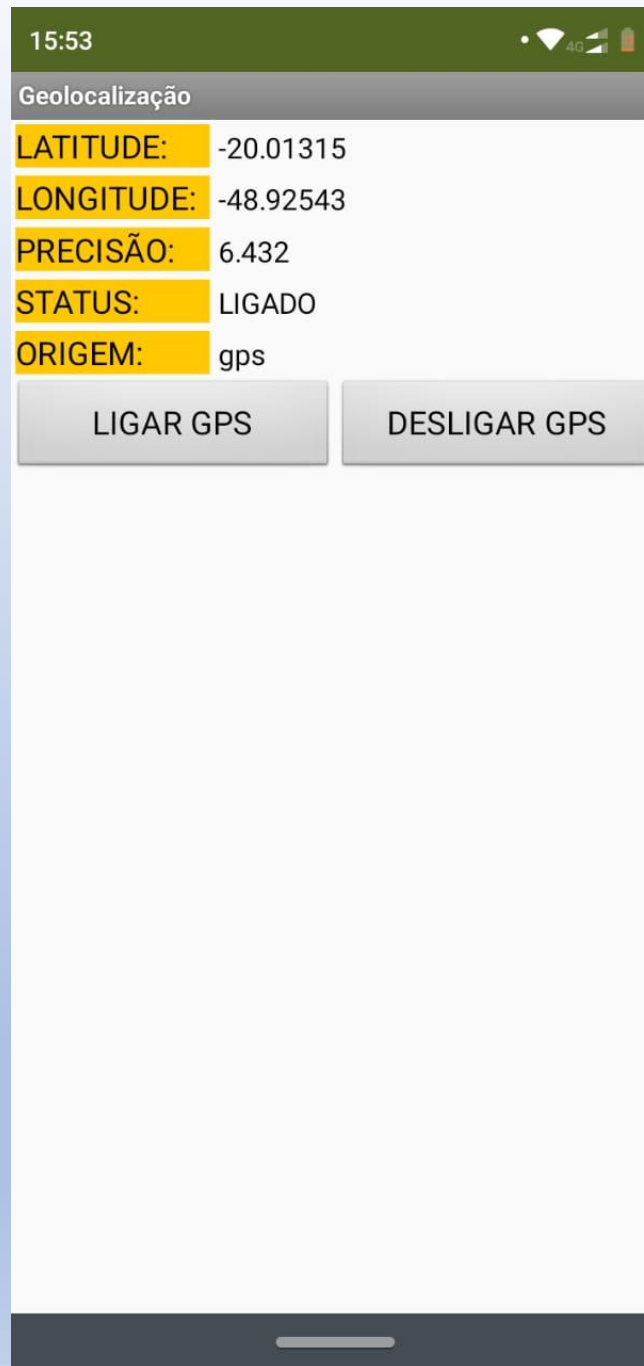 15:53
4G
Geolocalização
LATITUDE: -20.01315
LONGITUDE: -48.92543
PRECISÃO: 6.432
STATUS: LIGADO
ORIGEM: gps
LIGAR GPS DESLIGAR GPS